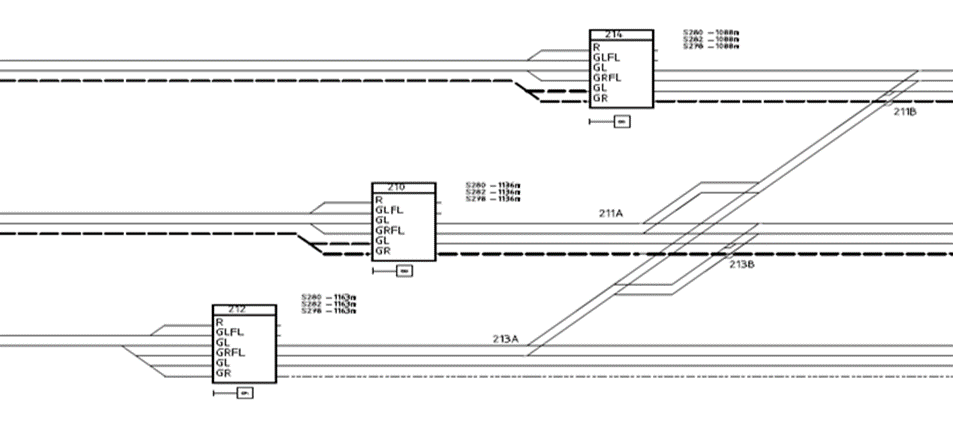 214
S280 – 1088m
S282 – 1088m
S278 – 1088m
R
GLFL
GL
GRFL
GL
GR
211B
210
S280 – 1136m
S282 – 1136m
S278 – 1136m
R
GLFL
GL
GRFL
GL
GR
211A
213B
212
S280 – 1163m
S282 – 1163m
S278 – 1163m
R
GLFL
GL
GRFL
GL
GR
213A